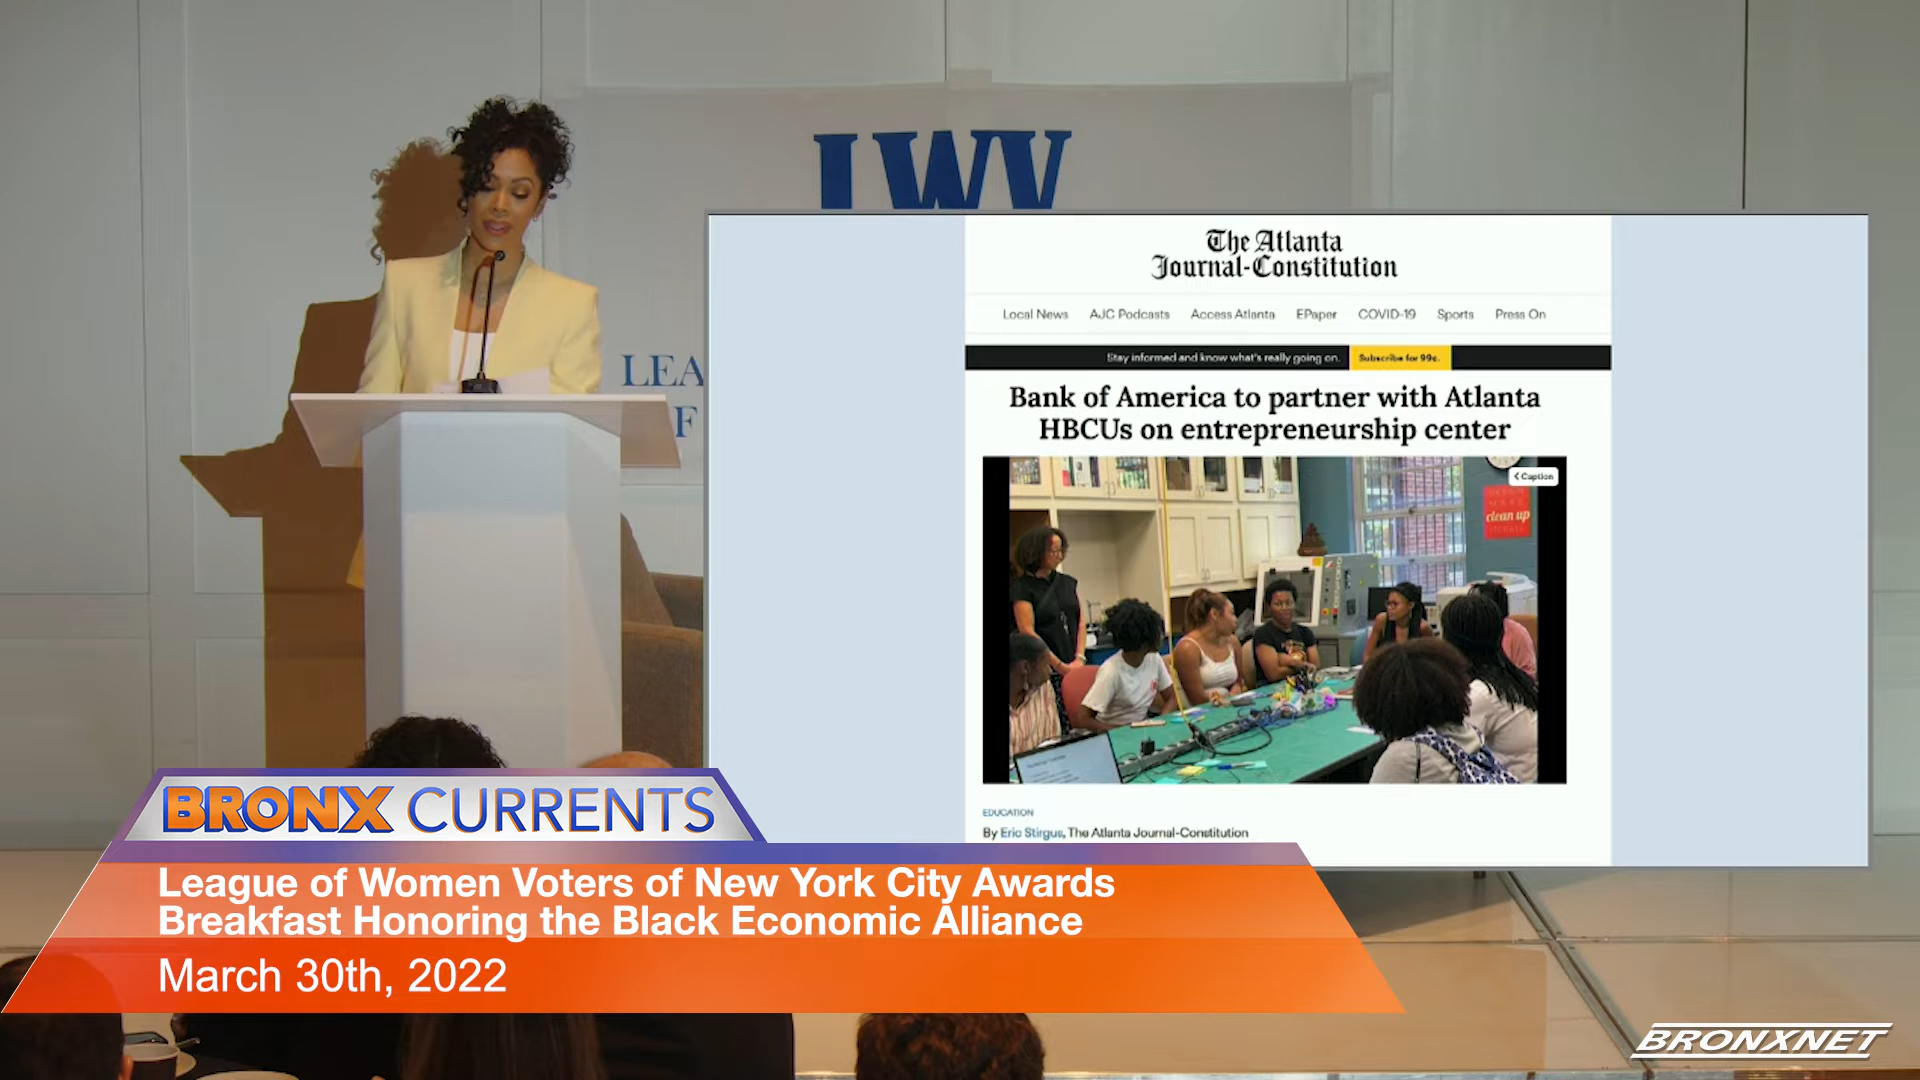 LWV
LEA
F
The Atlanta
Journal-Constitution
Local News AJC Podcasts Access Atlanta EPaper COVID-19 Sports Press On
Stay informed and know what's really going on. Subscribe for 99c.
Bank of America to partner with Atlanta
HBCUs on entrepreneurship center
Caption
clean up
EDUCATION
By Eric Stirgus, The Atlanta Journal-Constitution
BRONX CURRENTS
League of Women Voters of New York City Awards
Breakfast Honoring the Black Economic Alliance
March 30th, 2022
BRONXNET